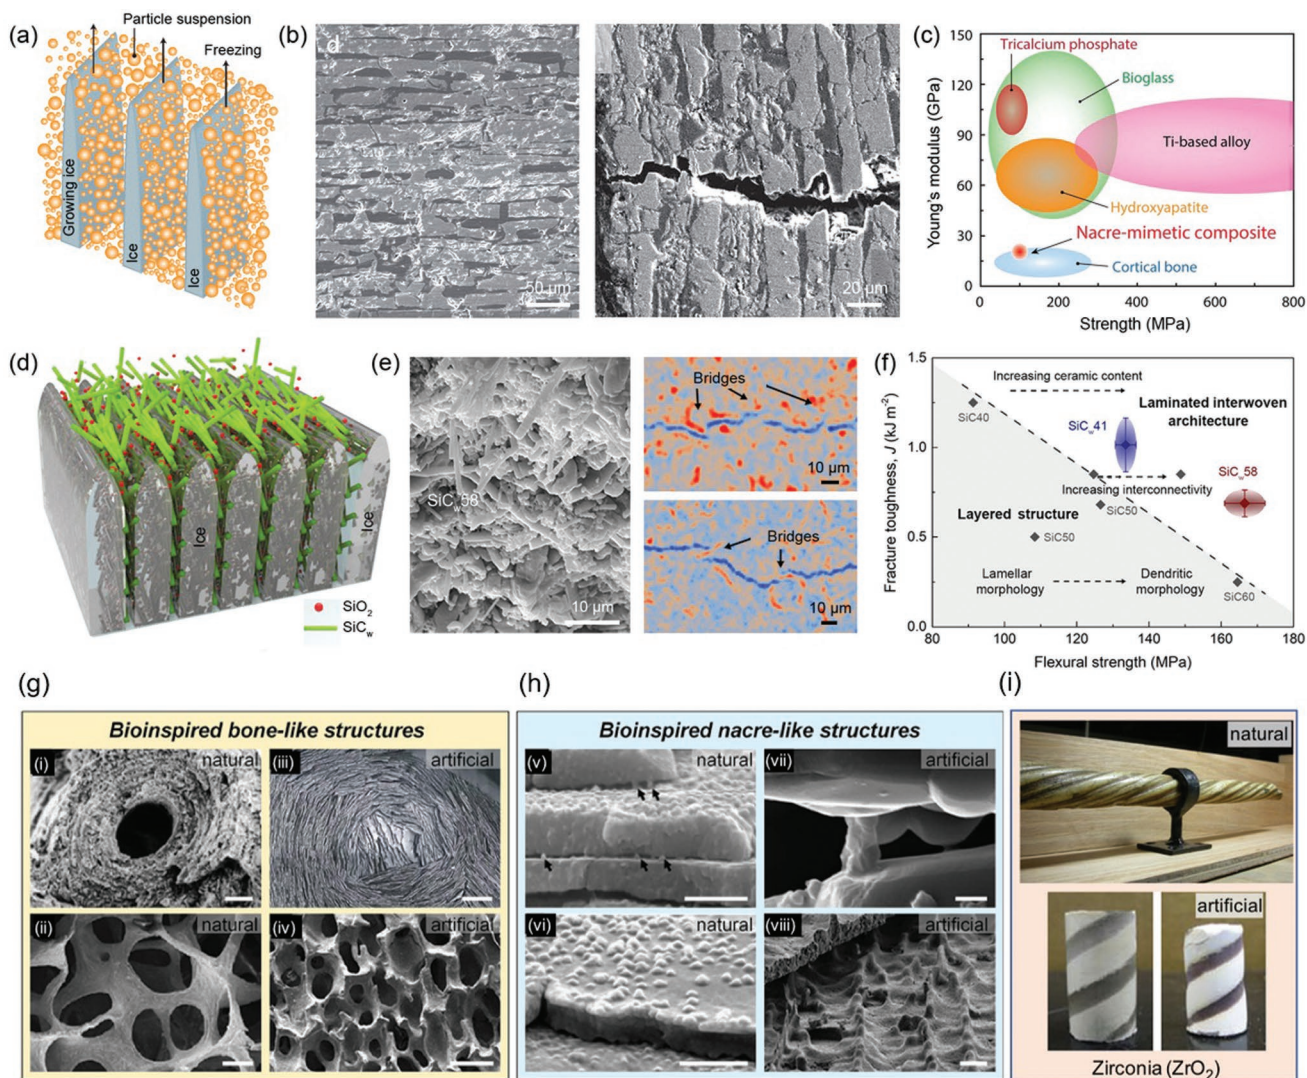 (a)
Particle suspension
Freezing
Growing ice
Ice
Ice
(b)
d
50 μm
20 μm
(c)
150
120
90
60
30
0
Young's modulus (GPa)
Tricalcium phosphate
Bioglass
Ti-based alloy
Hydroxyapatite
Nacre-mimetic composite
Cortical bone
0
200
400
600
800
Strength (MPa)
(d)
Ice
Ice
SiO₂
SiC_w
(e)
SiC_w58
10 μm
Bridges
10 μm
Bridges
10 μm
(f)
1.5
1.0
0.5
0.0
Fracture toughness, J (kJ m⁻²)
Increasing ceramic content
Laminated interwoven
architecture
SiC40
SiC_w41
SiC_w58
Increasing interconnectivity
SiC50
Layered structure
SiC50
Lamellar
morphology
Dendritic
morphology
SiC60
80
100
120
140
160
180
Flexural strength (MPa)
(g)
Bioinspired bone-like structures
(i)
natural
(iii)
artificial
(ii)
natural
(iv)
artificial
(h)
Bioinspired nacre-like structures
(v)
natural
(vii)
artificial
(vi)
natural
(viii)
artificial
(i)
natural
artificial
Zirconia (ZrO₂)